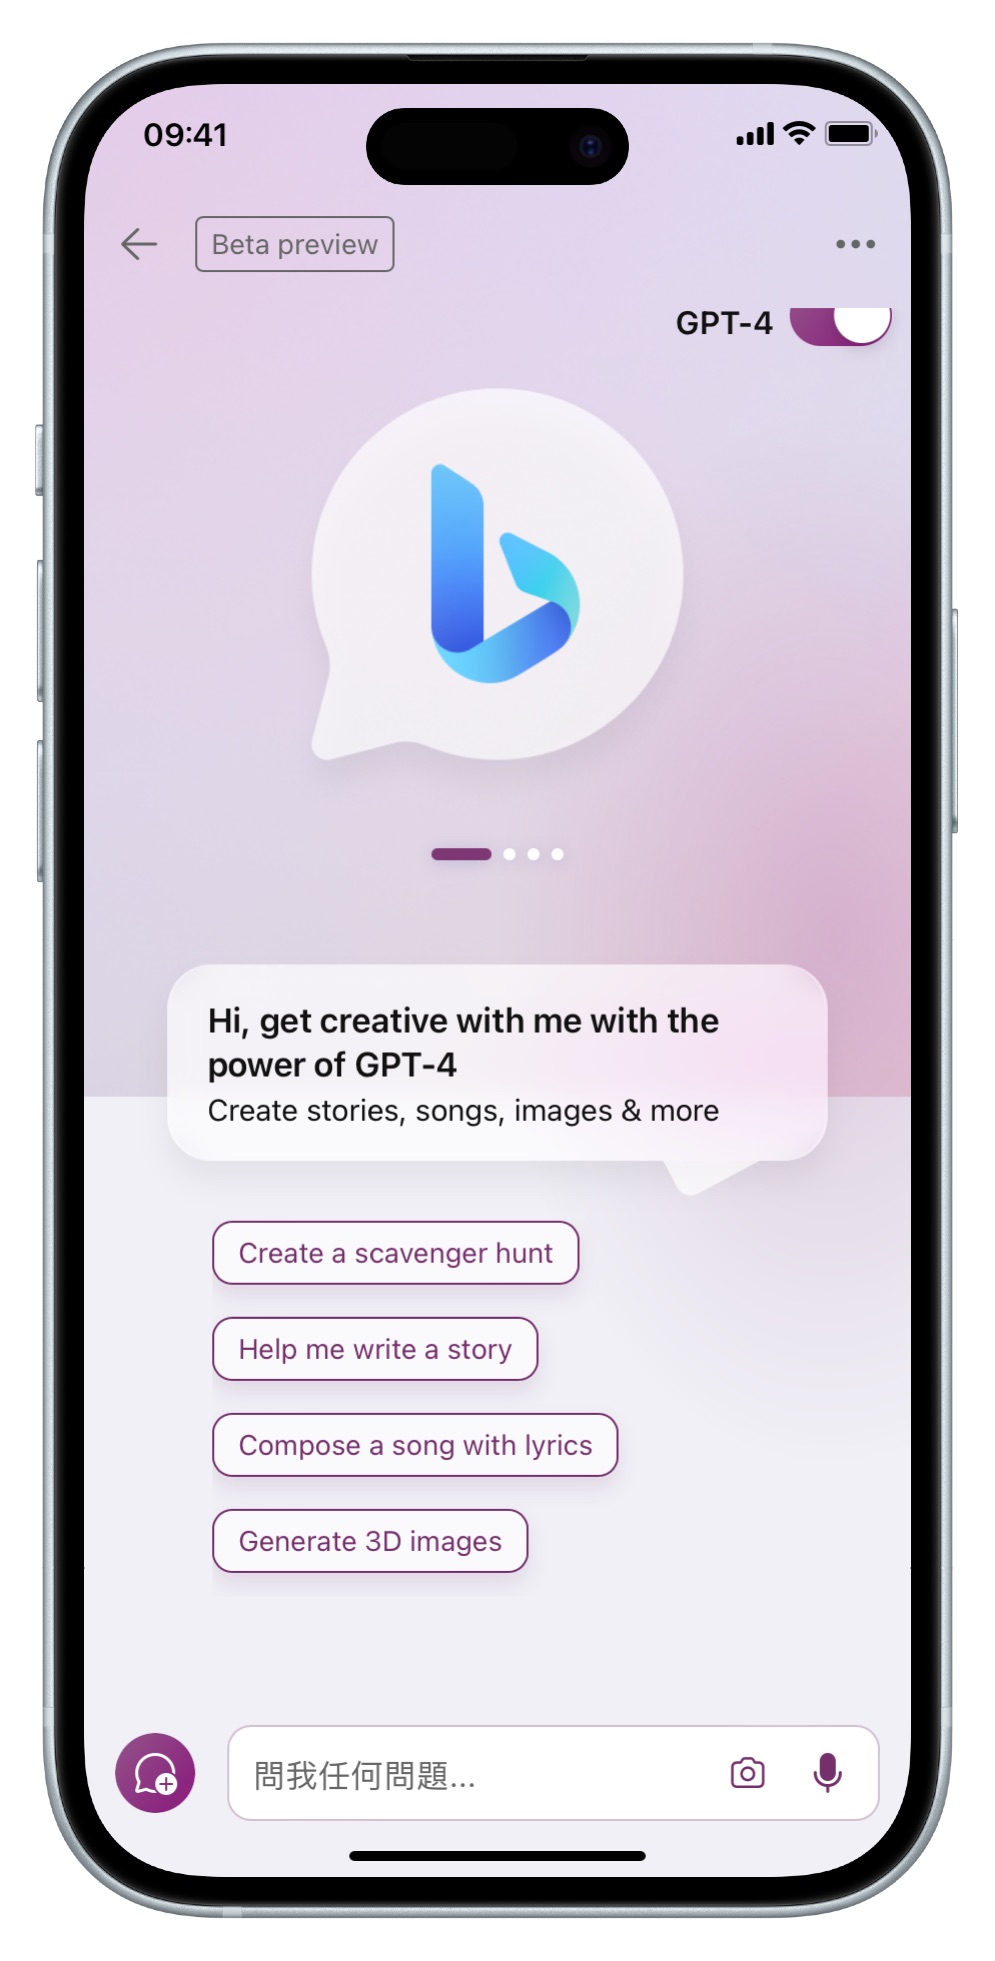 09:41
Beta preview
GPT-4
Hi, get creative with me with the
power of GPT-4
Create stories, songs, images & more
Create a scavenger hunt
Help me write a story
Compose a song with lyrics
Generate 3D images
問我任何問題...